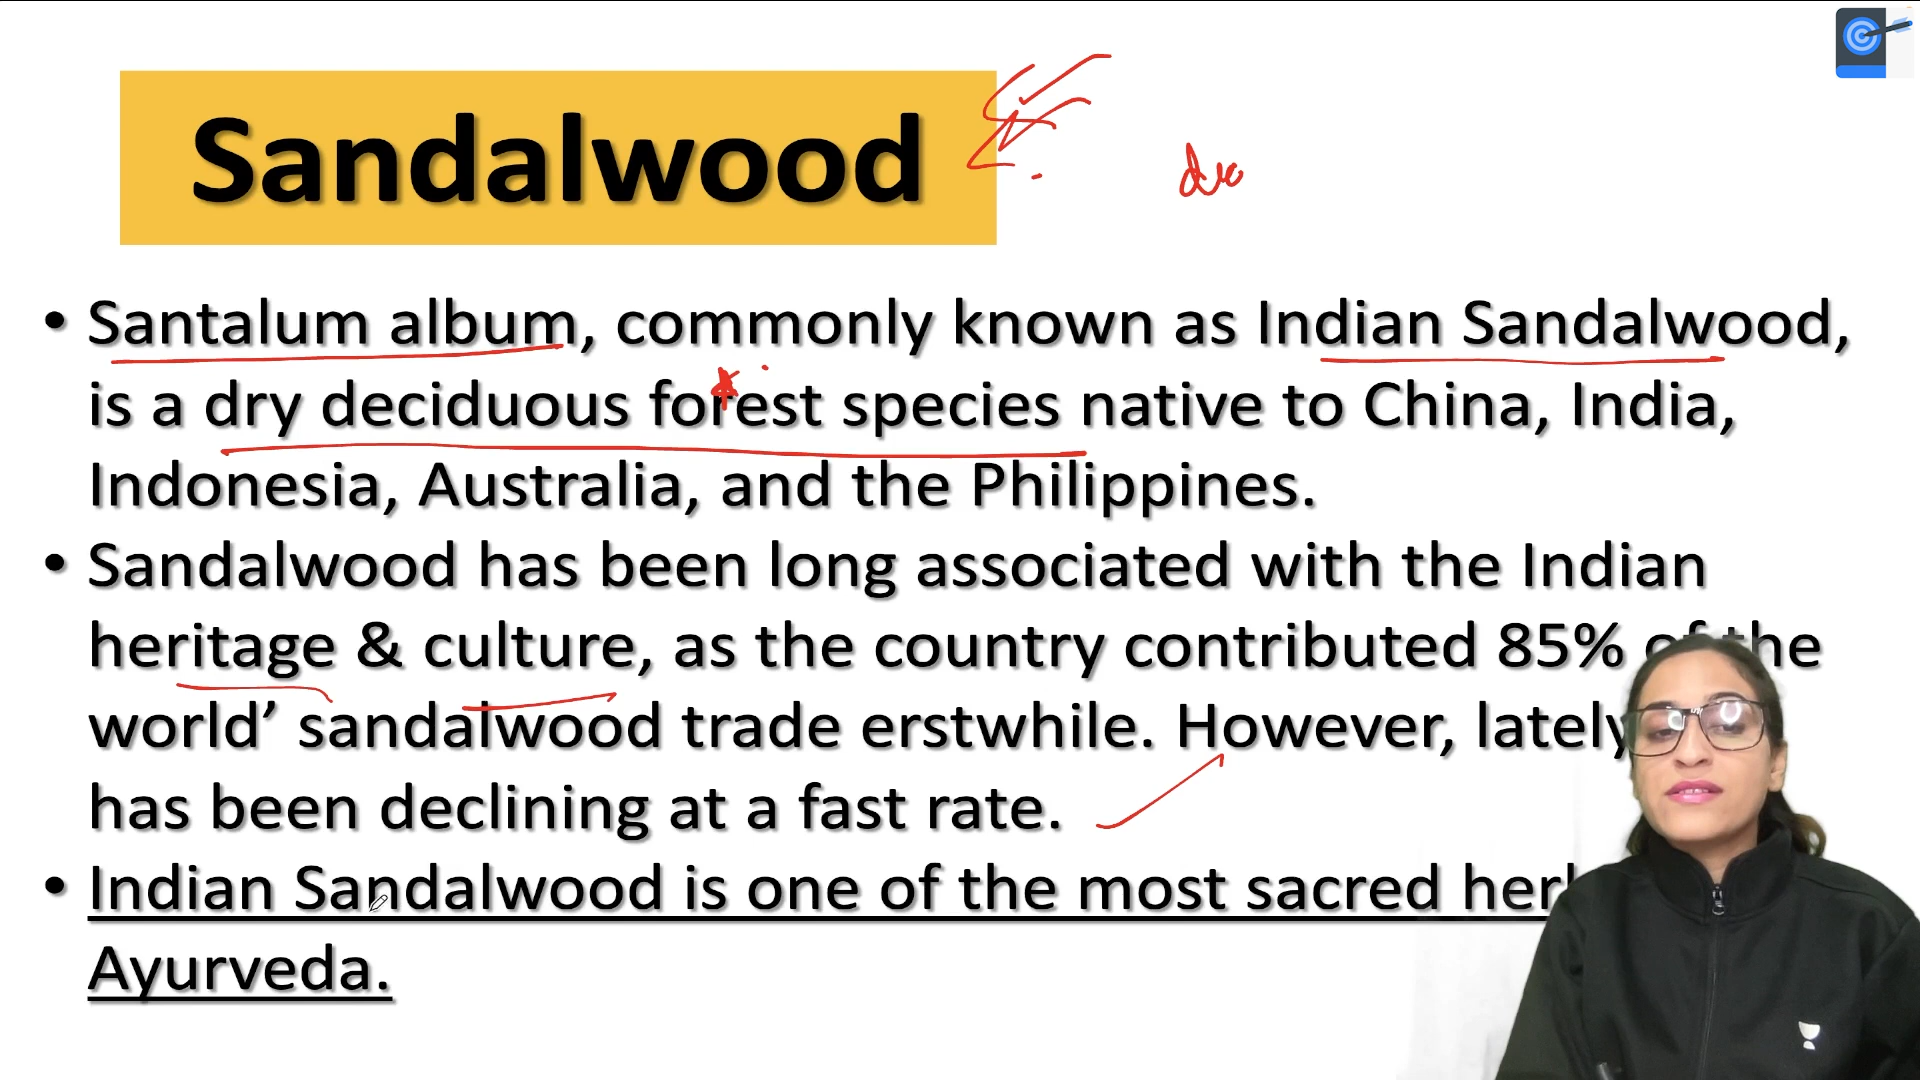 Sandalwood
• Santalum album, commonly known as Indian Sandalwood,
is a dry deciduous forest species native to China, India,
Indonesia, Australia, and the Philippines.
• Sandalwood has been long associated with the Indian
heritage & culture, as the country contributed 85% of the
world’ sandalwood trade erstwhile. However, lately
has been declining at a fast rate.
• Indian Sandalwood is one of the most sacred
Ayurveda.